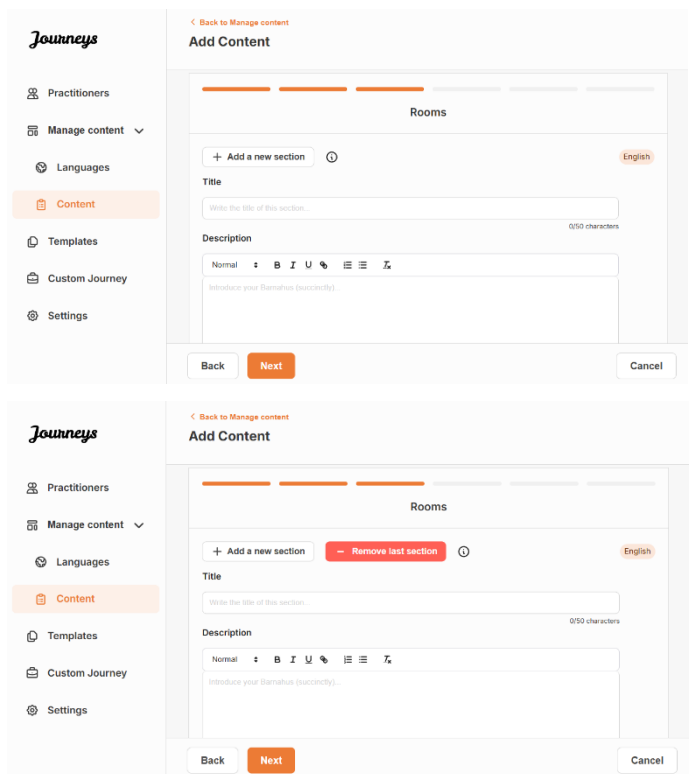 Journeys
Practitioners
Manage content
Languages
Content
Templates
Custom Journey
Settings
Back to Manage content
Add Content
Rooms
+ Add a new section
English
Title
Write the title of this section...
0/50 characters
Description
Normal B I U
Introduce your Barnahus (succinctly)...
Back Next Cancel
Journeys
Practitioners
Manage content
Languages
Content
Templates
Custom Journey
Settings
Back to Manage content
Add Content
Rooms
+ Add a new section − Remove last section
English
Title
Write the title of this section...
0/50 characters
Description
Normal B I U
Introduce your Barnahus (succinctly)...
Back Next Cancel